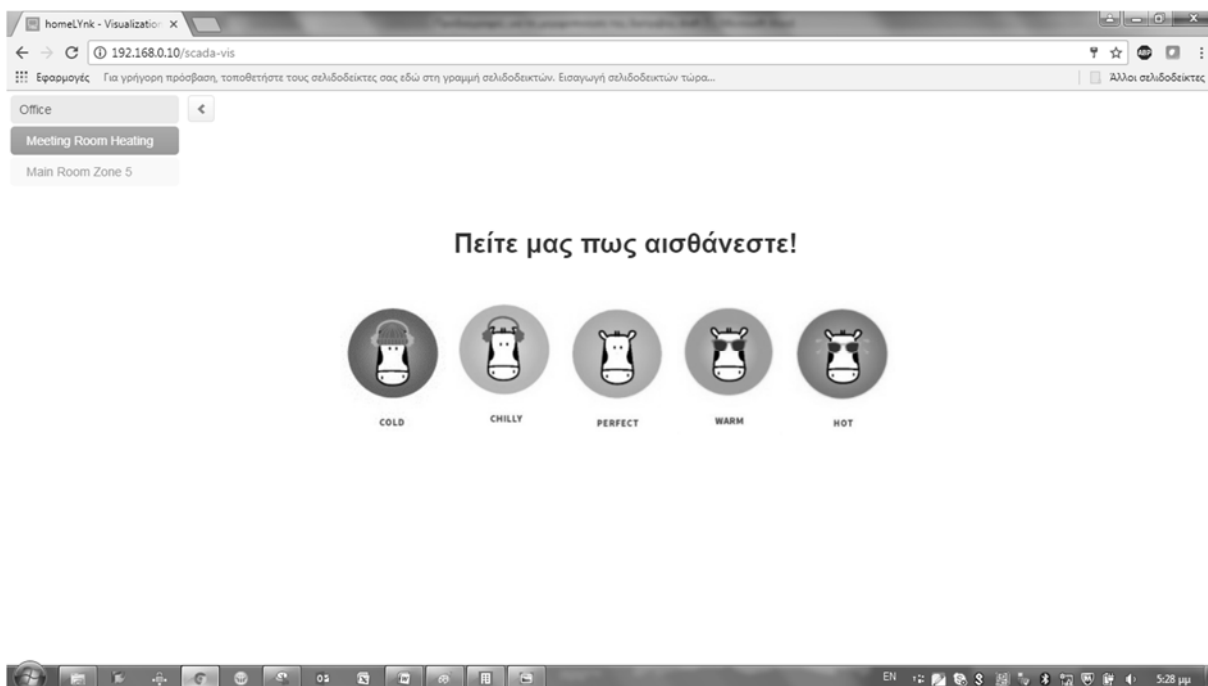 homeLYnk - Visualization
192.168.0.10/scada-vis
Εφαρμογές Για γρήγορη πρόσβαση, τοποθετήστε τους σελιδοδείκτες σας εδώ στη γραμμή σελιδοδεικτών. Εισαγωγή σελιδοδεικτών τώρα...
Άλλοι σελιδοδείκτες
Office
Meeting Room Heating
Main Room Zone 5
Πείτε μας πως αισθάνεστε!
COLD
CHILLY
PERFECT
WARM
HOT
EN
5:28 μμ